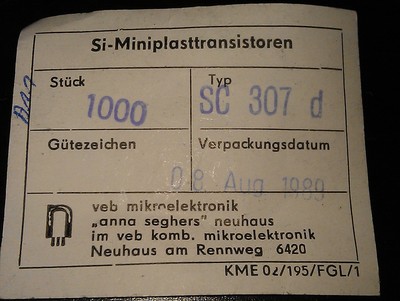 Si-Miniplasttransistoren
Stück
Typ
1000
SC 307 d
Gütezeichen
Verpackungsdatum
08 Aug 1989
veb mikroelektronik
„anna seghers" neuhaus
im veb komb. mikroelektronik
Neuhaus am Rennweg 6420
KME 02/195/FGL/1